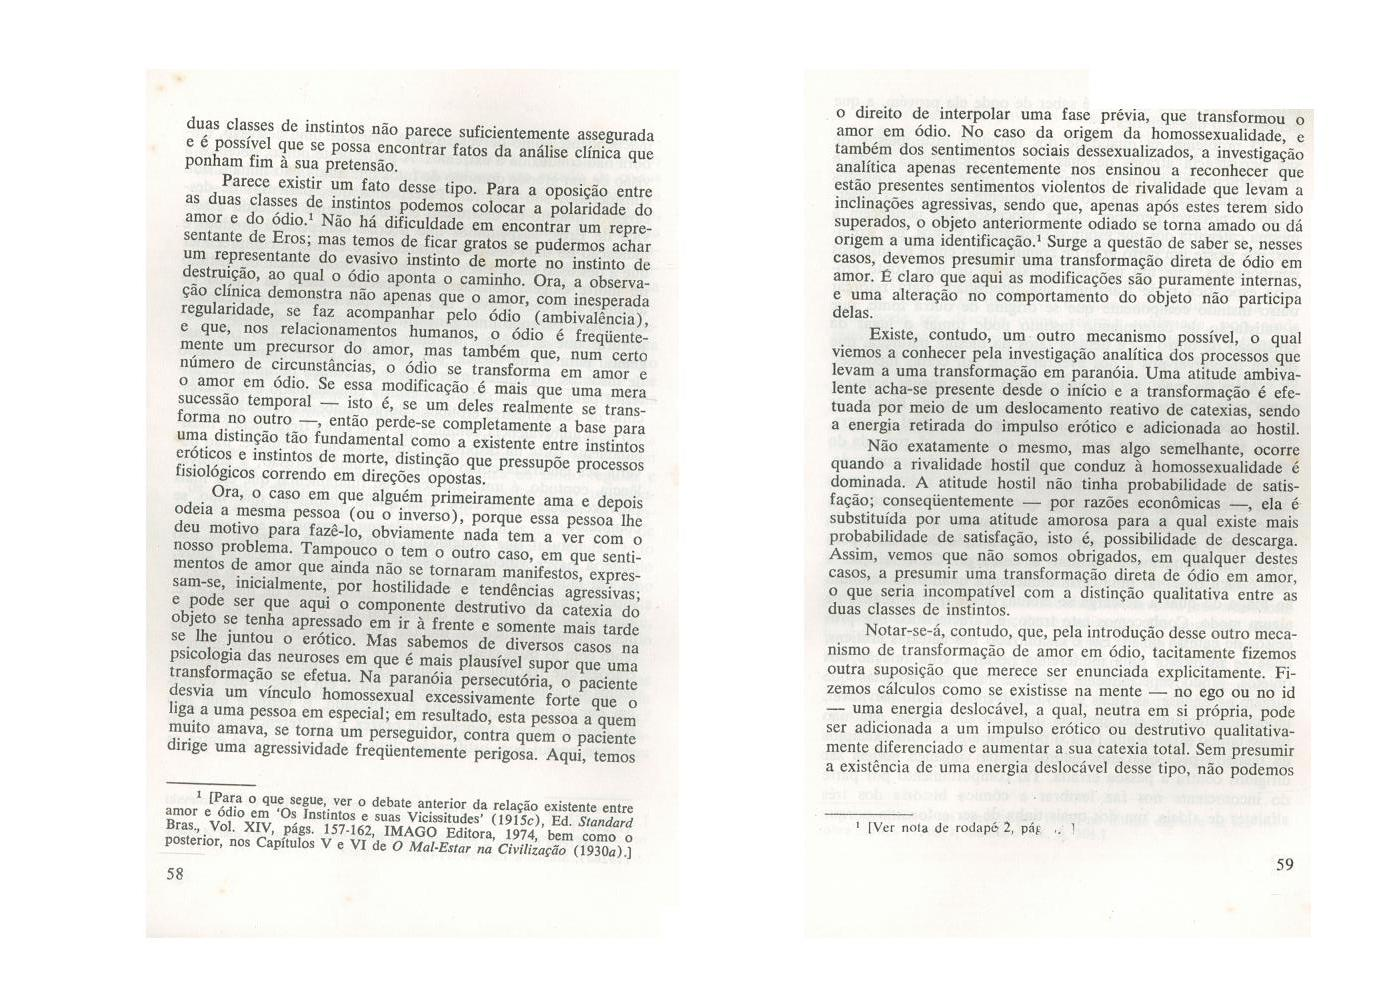 duas classes de instintos não parece suficientemente assegurada
e é possível que se possa encontrar fatos da análise clínica que
ponham fim à sua pretensão.
Parece existir um fato desse tipo. Para a oposição entre
as duas classes de instintos podemos colocar a polaridade do
amor e do ódio.¹ Não há dificuldade em encontrar um repre-
sentante de Eros; mas temos de ficar gratos se pudermos achar
um representante do evasivo instinto de morte no instinto de
destruição, ao qual o ódio aponta o caminho. Ora, a observa-
ção clínica demonstra não apenas que o amor, com inesperada
regularidade, se faz acompanhar pelo ódio (ambivalência),
e que, nos relacionamentos humanos, o ódio é freqüente-
mente um precursor do amor, mas também que, num certo
número de circunstâncias, o ódio se transforma em amor e
o amor em ódio. Se essa modificação é mais que uma mera
sucessão temporal — isto é, se um deles realmente se trans-
forma no outro —, então perde-se completamente a base para
uma distinção tão fundamental como a existente entre instintos
eróticos e instintos de morte, distinção que pressupõe processos
fisiológicos correndo em direções opostas.
Ora, o caso em que alguém primeiramente ama e depois
odeia a mesma pessoa (ou o inverso), porque essa pessoa lhe
deu motivo para fazê-lo, obviamente nada tem a ver com o
nosso problema. Tampouco o tem o outro caso, em que senti-
mentos de amor que ainda não se tornaram manifestos, expres-
sam-se, inicialmente, por hostilidade e tendências agressivas;
e pode ser que aqui o componente destrutivo da catexia do
objeto se tenha apressado em ir à frente e somente mais tarde
se lhe juntou o erótico. Mas sabemos de diversos casos na
psicologia das neuroses em que é mais plausível supor que uma
transformação se efetua. Na paranóia persecutória, o paciente
desvia um vínculo homossexual excessivamente forte que o
liga a uma pessoa em especial; em resultado, esta pessoa a quem
muito amava, se torna um perseguidor, contra quem o paciente
dirige uma agressividade freqüentemente perigosa. Aqui, temos
¹ [Para o que segue, ver o debate anterior da relação existente entre
amor e ódio em 'Os Instintos e suas Vicissitudes' (1915c), Ed. Standard
Bras., Vol. XIV, págs. 157-162, IMAGO Editora, 1974, bem como o
posterior, nos Capítulos V e VI de O Mal-Estar na Civilização (1930a).]
58
o direito de interpolar uma fase prévia, que transformou o
amor em ódio. No caso da origem da homossexualidade, e
também dos sentimentos sociais dessexualizados, a investigação
analítica apenas recentemente nos ensinou a reconhecer que
estão presentes sentimentos violentos de rivalidade que levam a
inclinações agressivas, sendo que, apenas após estes terem sido
superados, o objeto anteriormente odiado se torna amado ou dá
origem a uma identificação.¹ Surge a questão de saber se, nesses
casos, devemos presumir uma transformação direta de ódio em
amor. É claro que aqui as modificações são puramente internas,
e uma alteração no comportamento do objeto não participa
delas.
Existe, contudo, um outro mecanismo possível, o qual
viemos a conhecer pela investigação analítica dos processos que
levam a uma transformação em paranóia. Uma atitude ambiva-
lente acha-se presente desde o início e a transformação é efe-
tuada por meio de um deslocamento reativo de catexias, sendo
a energia retirada do impulso erótico e adicionada ao hostil.
Não exatamente o mesmo, mas algo semelhante, ocorre
quando a rivalidade hostil que conduz à homossexualidade é
dominada. A atitude hostil não tinha probabilidade de satis-
fação; conseqüentemente — por razões econômicas —, ela é
substituída por uma atitude amorosa para a qual existe mais
probabilidade de satisfação, isto é, possibilidade de descarga.
Assim, vemos que não somos obrigados, em qualquer destes
casos, a presumir uma transformação direta de ódio em amor,
o que seria incompatível com a distinção qualitativa entre as
duas classes de instintos.
Notar-se-á, contudo, que, pela introdução desse outro meca-
nismo de transformação de amor em ódio, tacitamente fizemos
outra suposição que merece ser enunciada explicitamente. Fi-
zemos cálculos como se existisse na mente — no ego ou no id
— uma energia deslocável, a qual, neutra em si própria, pode
ser adicionada a um impulso erótico ou destrutivo qualitativa-
mente diferenciado e aumentar a sua catexia total. Sem presumir
a existência de uma energia deslocável desse tipo, não podemos
¹ [Ver nota de rodapé 2, pág
59